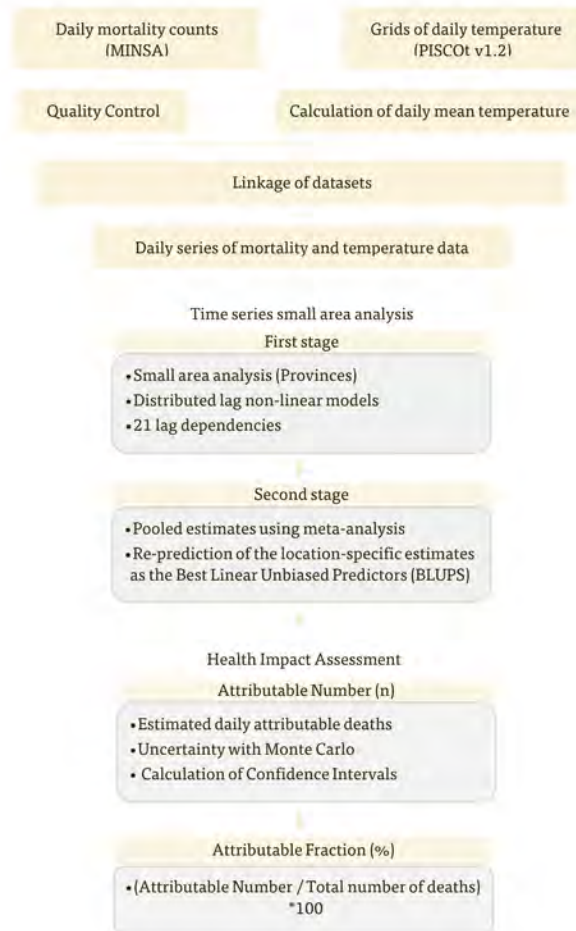 Daily mortality counts
(MINSA)
Grids of daily temperature
(PISCOt v1.2)
Quality Control
Calculation of daily mean temperature
Linkage of datasets
Daily series of mortality and temperature data
Time series small area analysis
First stage
•Small area analysis (Provinces)
•Distributed lag non-linear models
•21 lag dependencies
Second stage
•Pooled estimates using meta-analysis
•Re-prediction of the location-specific estimates
as the Best Linear Unbiased Predictors (BLUPS)
Health Impact Assessment
Attributable Number (n)
•Estimated daily attributable deaths
•Uncertainty with Monte Carlo
• Calculation of Confidence Intervals
Attributable Fraction (%)
•(Attributable Number / Total number of deaths)
*100